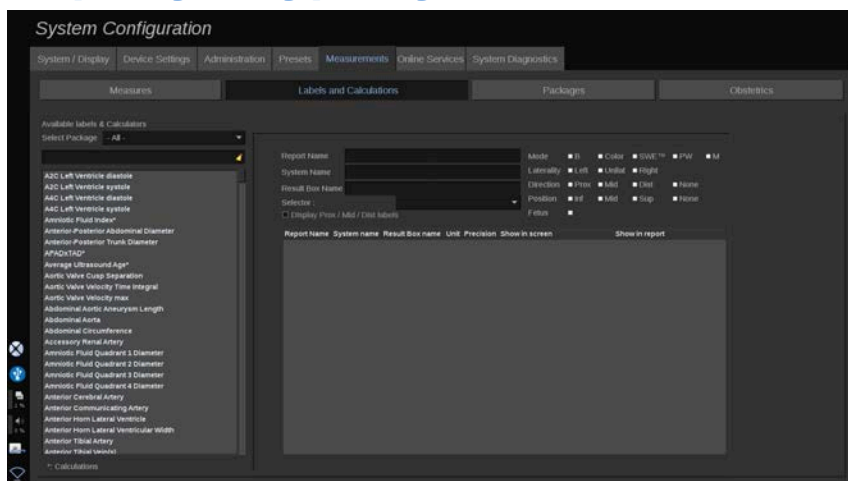 System Configuration
System / Display Device Settings Administration Presets Measurements Online Services System Diagnostics
Measures Labels and Calculations Packages Obstetrics
Available labels & Calculators
Select Package - All -
Report Name
System Name
Result Box Name
Selector :
Display Prox / Mid / Dist labels
Mode B Color SWE™ PW M
Laterality Left Unilat Right
Direction Prox Mid Dist None
Position Inf Mid Sup None
Fetus
Report Name System name Result Box name Unit Precision Show in screen Show in report
A2C Left Ventricle diastole
A2C Left Ventricle systole
A4C Left Ventricle diastole
A4C Left Ventricle systole
Amniotic Fluid Index*
Anterior-Posterior Abdominal Diameter
Anterior-Posterior Trunk Diameter
APADxTAD*
Average Ultrasound Age*
Aortic Valve Cusp Separation
Aortic Valve Velocity Time Integral
Aortic Valve Velocity max
Abdominal Aortic Aneurysm Length
Abdominal Aorta
Abdominal Circumference
Accessory Renal Artery
Amniotic Fluid Quadrant 1 Diameter
Amniotic Fluid Quadrant 2 Diameter
Amniotic Fluid Quadrant 3 Diameter
Amniotic Fluid Quadrant 4 Diameter
Anterior Cerebral Artery
Anterior Communicating Artery
Anterior Horn Lateral Ventricle
Anterior Horn Lateral Ventricular Width
Anterior Tibial Artery
Anterior Tibial Vein(s)
*: Calculations